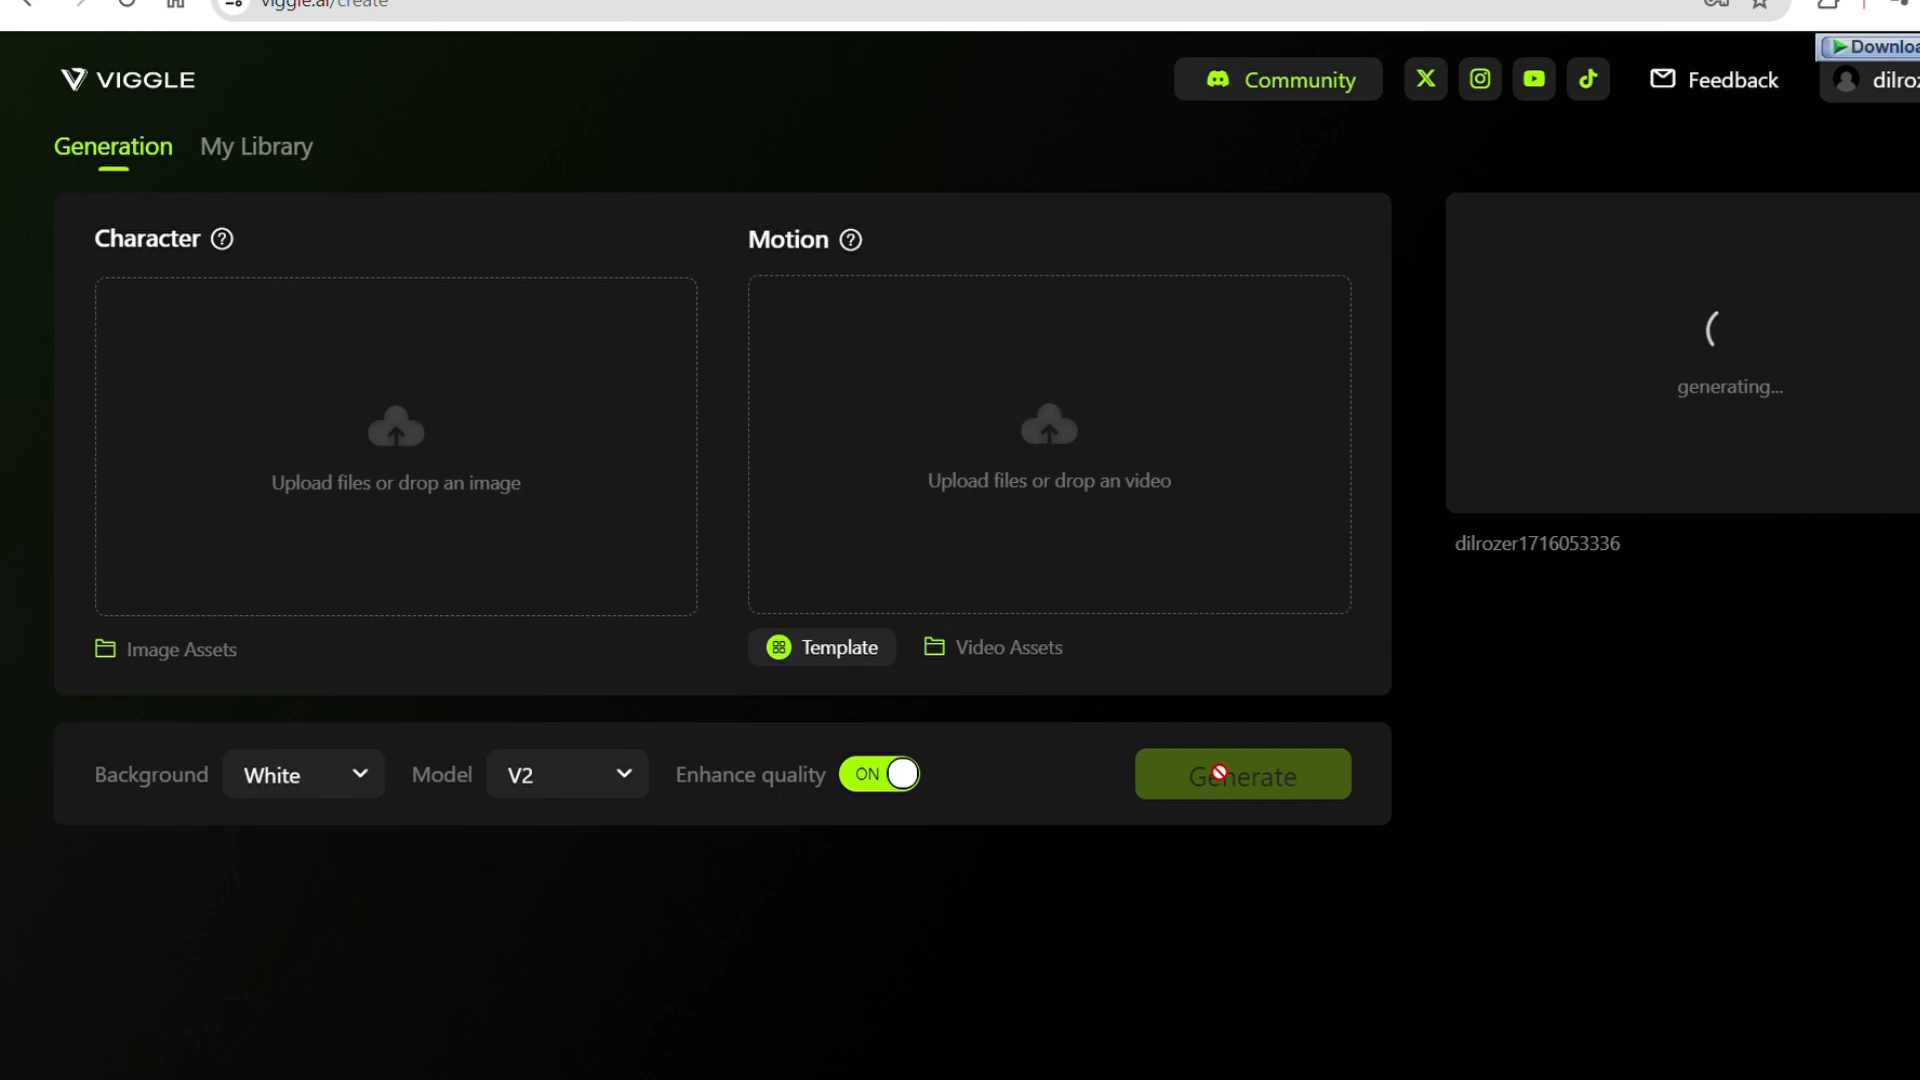 viggle.ai/create
Downloa
VIGGLE
Community
Feedback
dilroz
Generation
My Library
Character
Motion
Upload files or drop an image
Upload files or drop an video
generating...
dilrozer1716053336
Image Assets
Template
Video Assets
Background
White
Model
V2
Enhance quality
ON
Generate